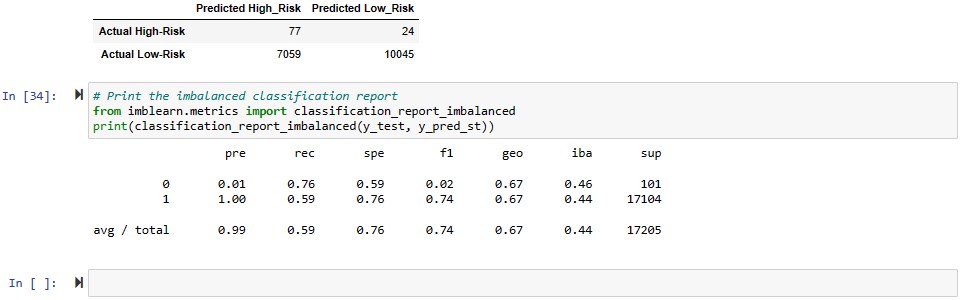 Predicted High_Risk Predicted Low_Risk
Actual High-Risk 77 24
Actual Low-Risk 7059 10045
In [34]: # Print the imbalanced classification report
from imblearn.metrics import classification_report_imbalanced
print(classification_report_imbalanced(y_test, y_pred_st))
pre rec spe f1 geo iba sup
0 0.01 0.76 0.59 0.02 0.67 0.46 101
1 1.00 0.59 0.76 0.74 0.67 0.44 17104
avg / total 0.99 0.59 0.76 0.74 0.67 0.44 17205
In [ ]: